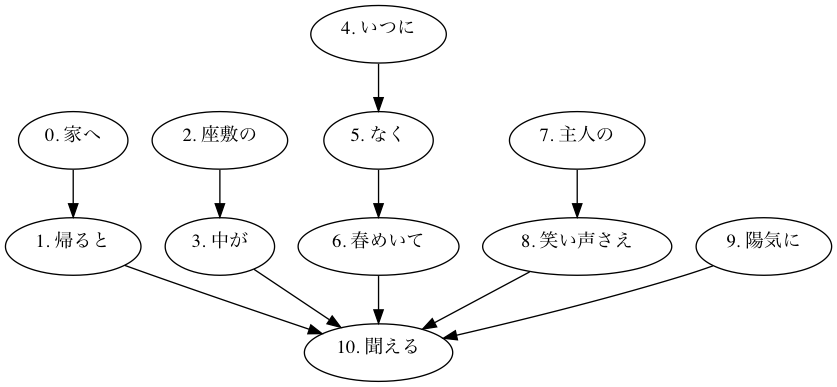 4. いつに
0. 家へ
2. 座敷の
5. なく
7. 主人の
1. 帰ると
3. 中が
6. 春めいて
8. 笑い声さえ
9. 陽気に
10. 聞える